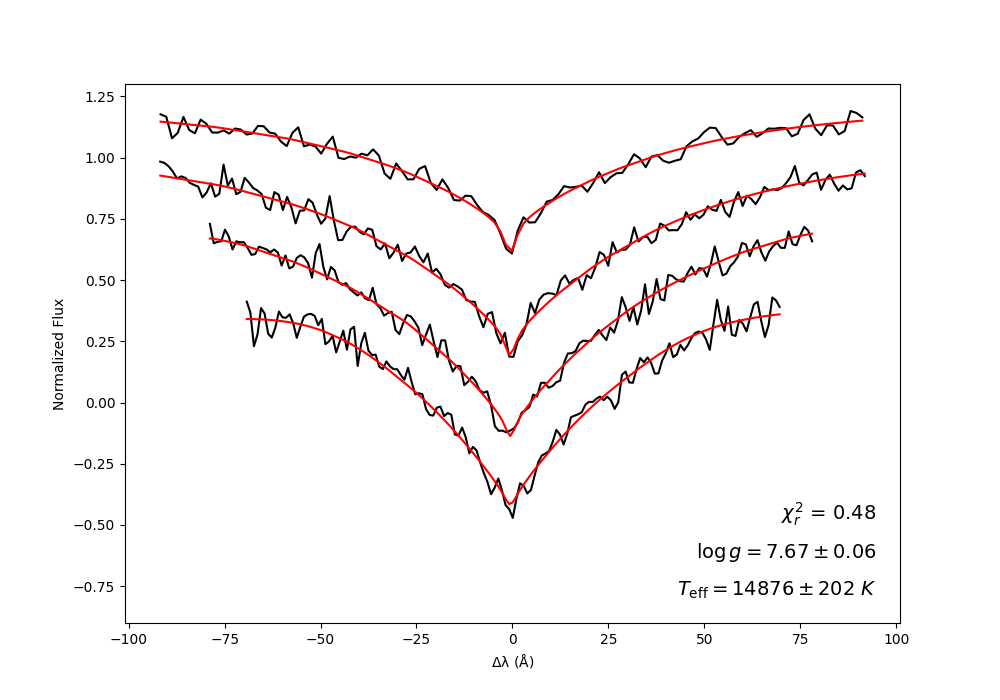 1.25
1.00
0.75
0.50
0.25
0.00
−0.25
−0.50
−0.75
Normalized Flux
χ²ᵣ = 0.48
log g = 7.67 ± 0.06
T_eff = 14876 ± 202 K
−100 −75 −50 −25 0 25 50 75 100
Δλ (Å)